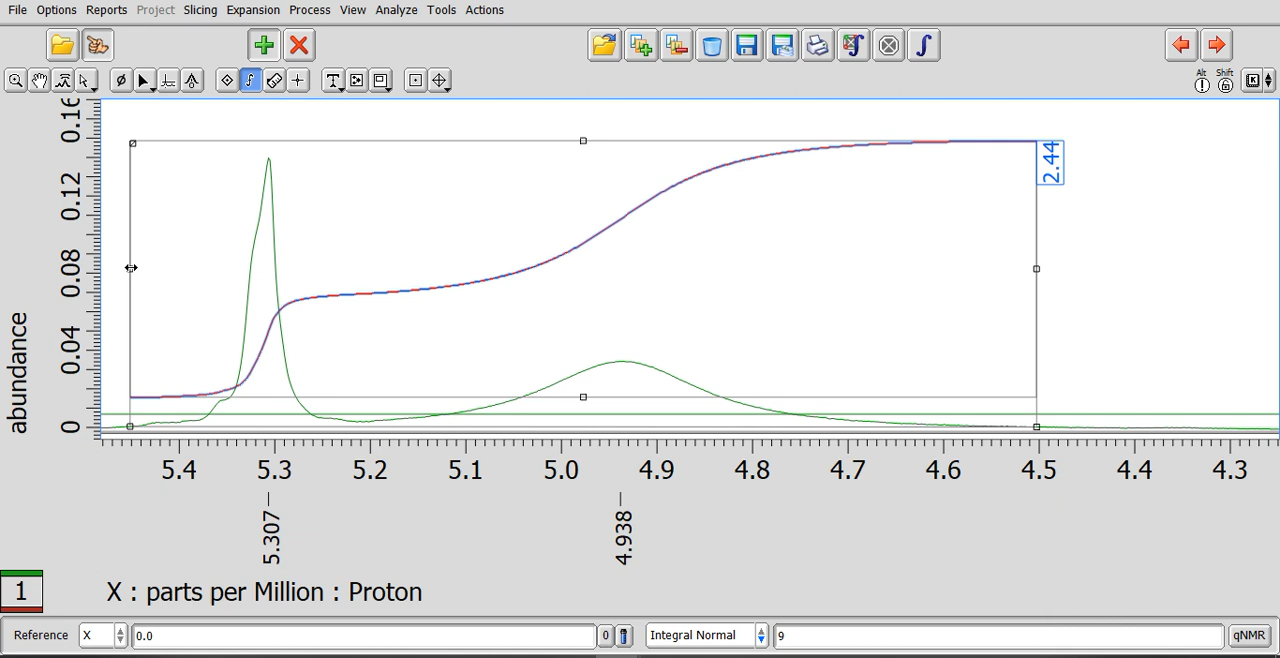 File Options Reports Project Slicing Expansion Process View Analyze Tools Actions
Alt Shift
K
0.16
0.12
0.08
0.04
0
abundance
2.44
5.4 5.3 5.2 5.1 5.0 4.9 4.8 4.7 4.6 4.5 4.4 4.3
5.307 4.938
1 X : parts per Million : Proton
Reference X 0.0 0 Integral Normal 9 qNMR